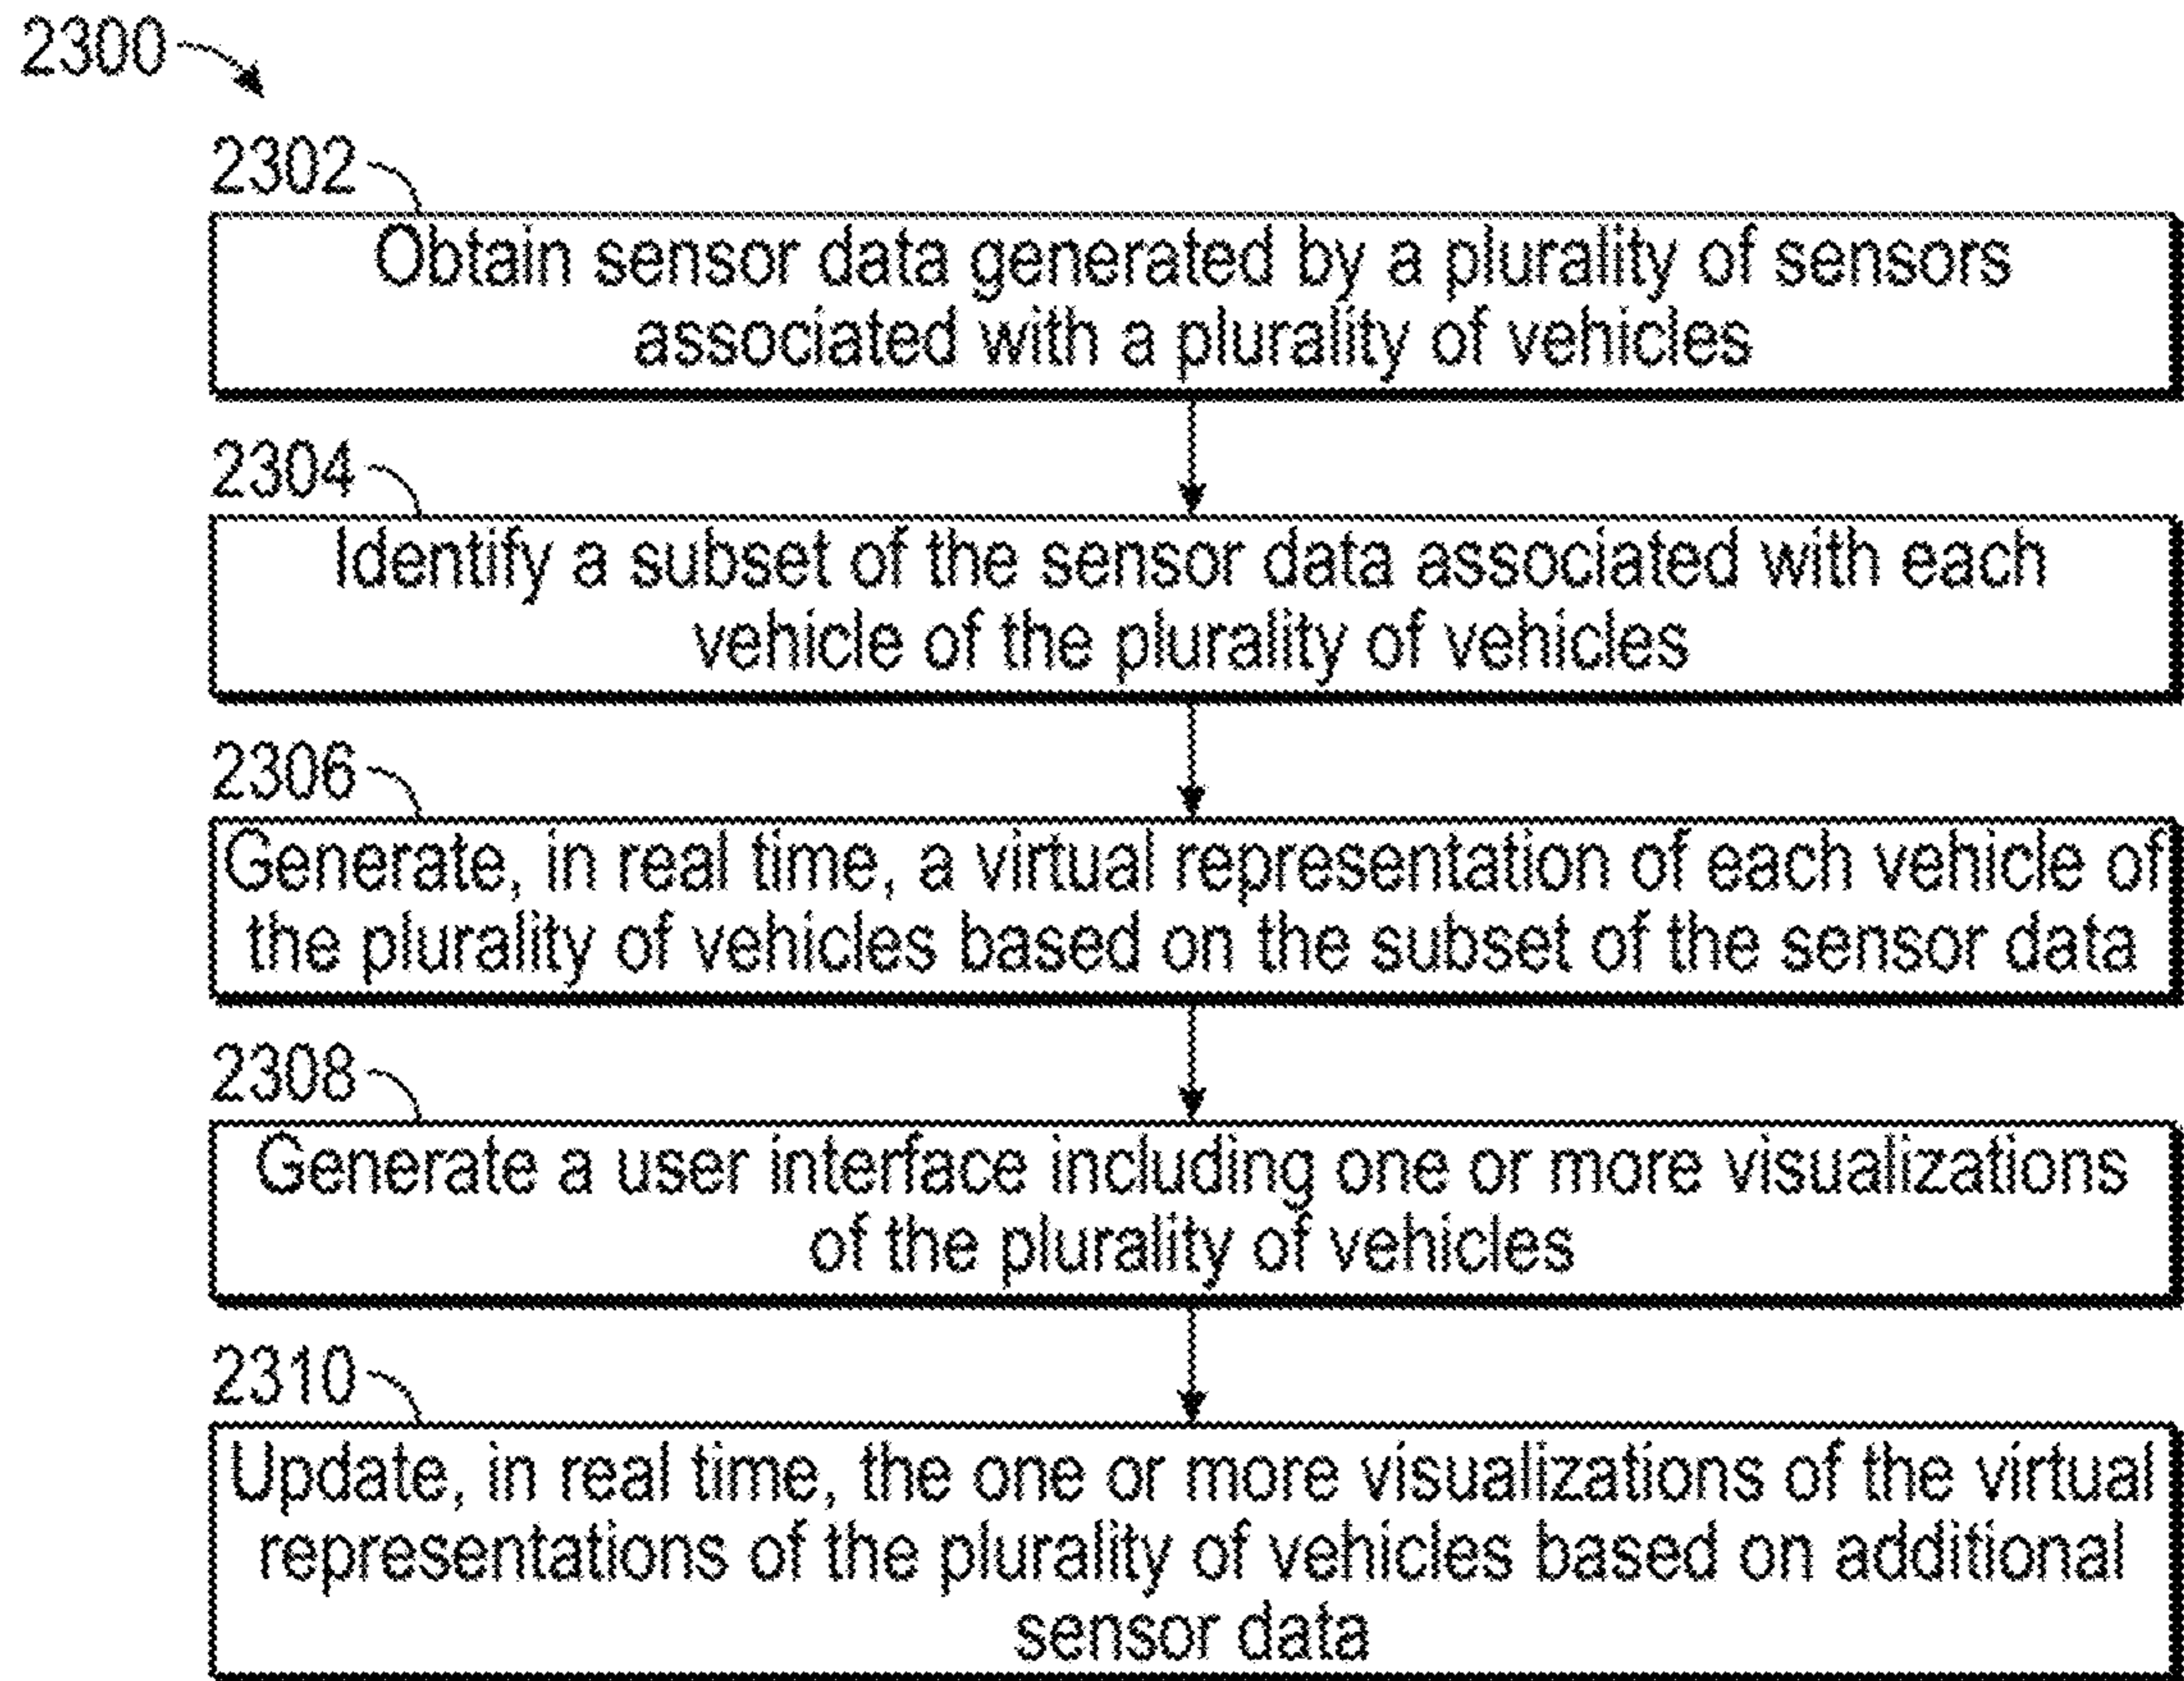 2300
2302
Obtain sensor data generated by a plurality of sensors
associated with a plurality of vehicles
2304
Identify a subset of the sensor data associated with each
vehicle of the plurality of vehicles
2306
Generate, in real time, a virtual representation of each vehicle of
the plurality of vehicles based on the subset of the sensor data
2308
Generate a user interface including one or more visualizations
of the plurality of vehicles
2310
Update, in real time, the one or more visualizations of the virtual
representations of the plurality of vehicles based on additional
sensor data